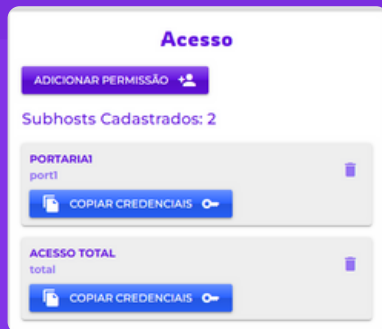 Acesso
ADICIONAR PERMISSÃO
Subhosts Cadastrados: 2
PORTARIA1
port1
COPIAR CREDENCIAIS
ACESSO TOTAL
total
COPIAR CREDENCIAIS